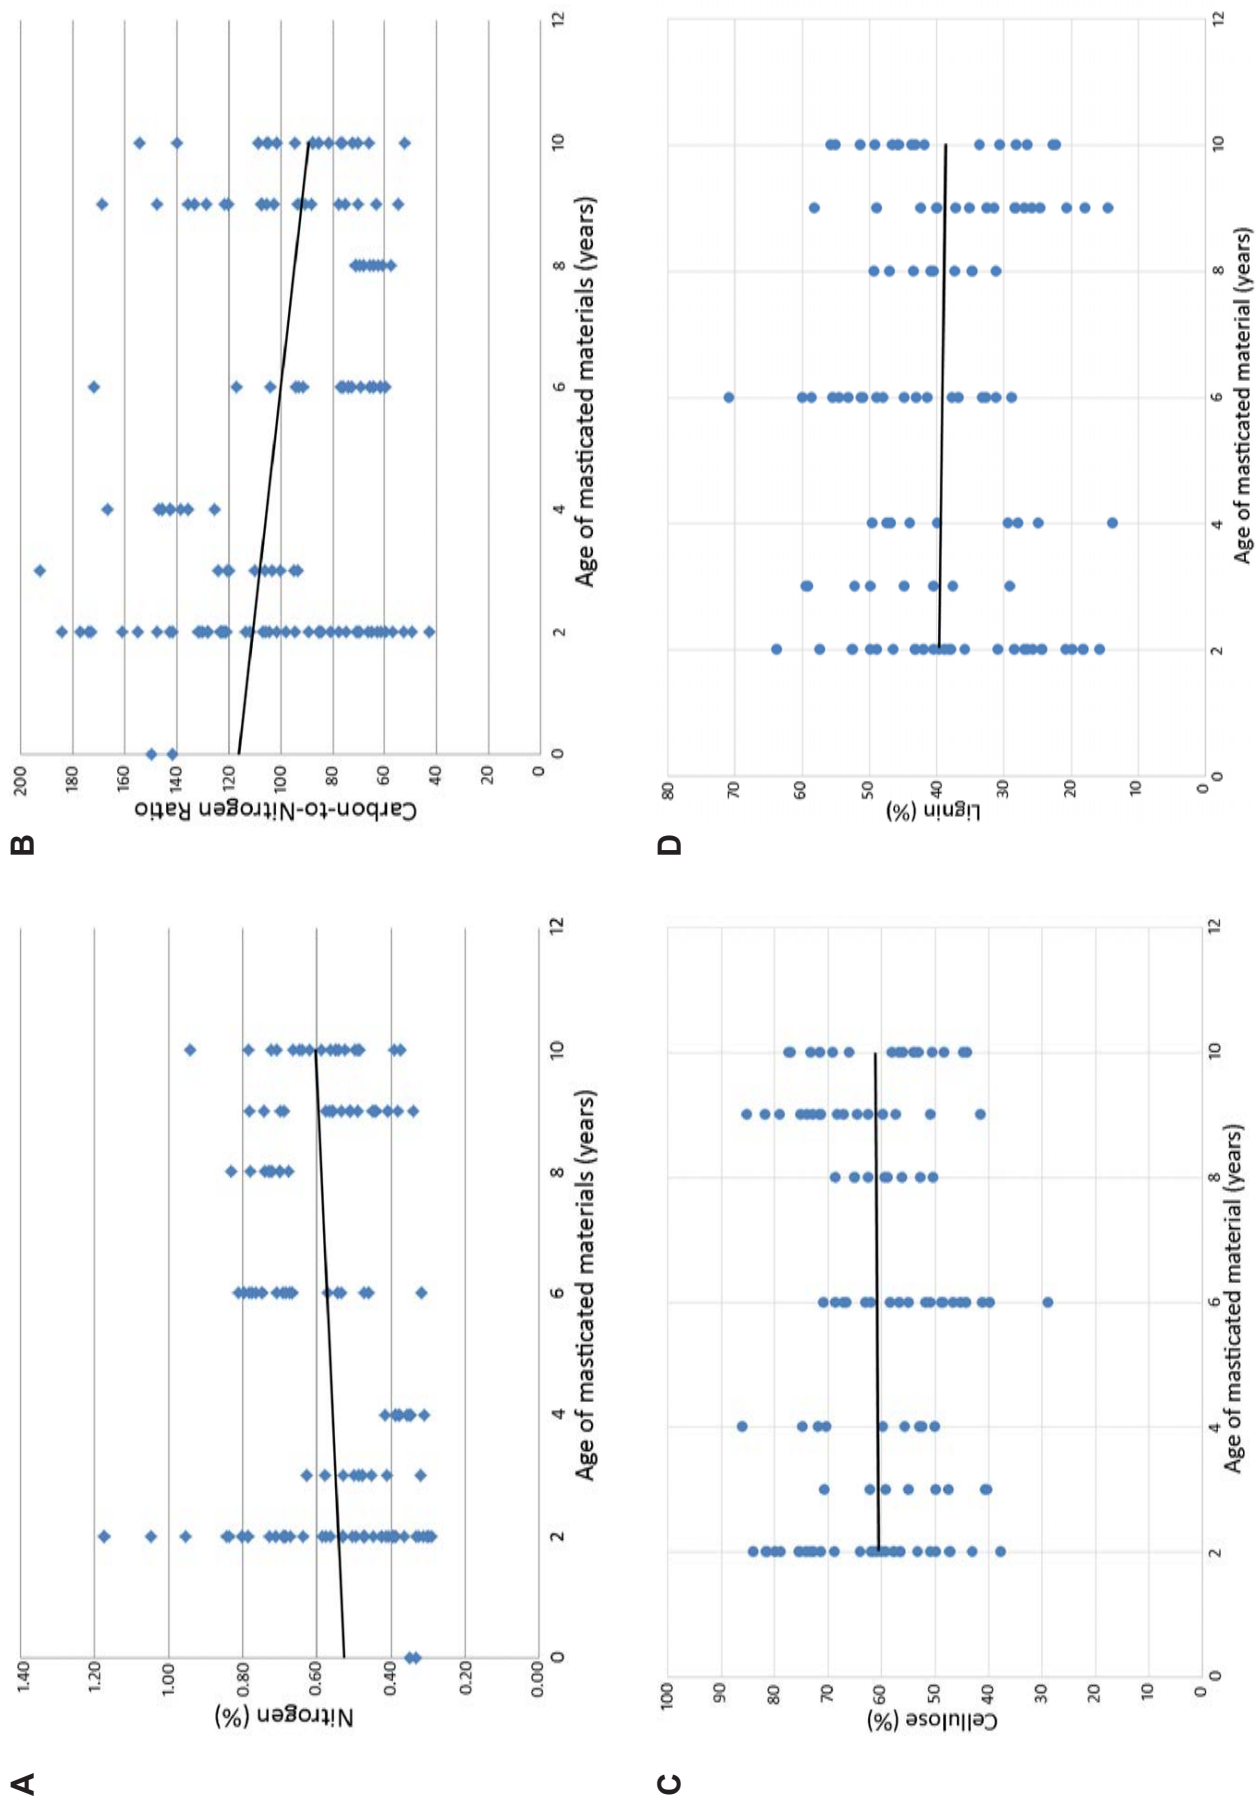 A
1.40
1.20
1.00
0.80
0.60
0.40
0.20
0.00
Nitrogen (%)
0 2 4 6 8 10 12
Age of masticated materials (years)
B
200
180
160
140
120
100
80
60
40
20
0
Carbon-to-Nitrogen Ratio
0 2 4 6 8 10 12
Age of masticated materials (years)
C
100
90
80
70
60
50
40
30
20
10
0
Cellulose (%)
0 2 4 6 8 10 12
Age of masticated material (years)
D
80
70
60
50
40
30
20
10
0
Lignin (%)
0 2 4 6 8 10 12
Age of masticated material (years)